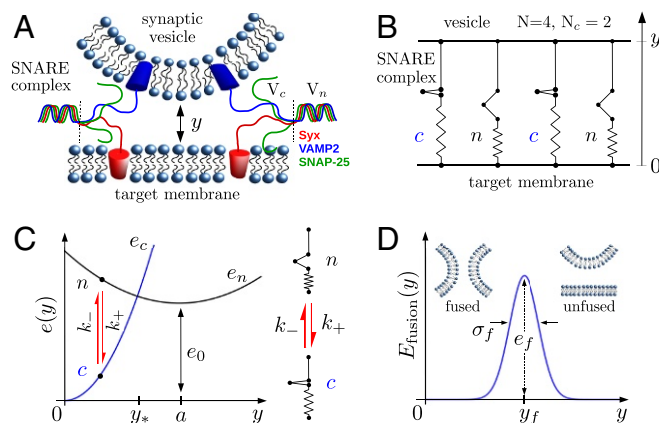 A
synaptic
vesicle
SNARE
complex
V_c
V_n
y
Syx
VAMP2
SNAP-25
target membrane
B
vesicle
N=4, N_c = 2
y
SNARE
complex
c
n
c
n
0
target membrane
C
e(y)
e_c
e_n
n
k_-
k_+
c
e_0
0
y_*
a
y
n
k_-
k_+
c
D
E_fusion(y)
fused
unfused
σ_f
e_f
0
y_f
y